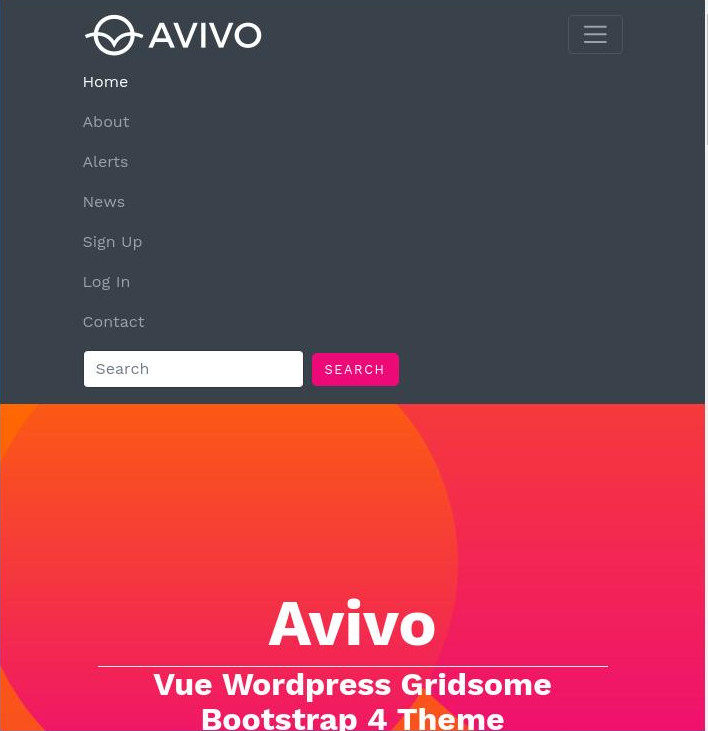 AVIVO
Home
About
Alerts
News
Sign Up
Log In
Contact
Search
SEARCH
Avivo
Vue Wordpress Gridsome
Bootstrap 4 Theme